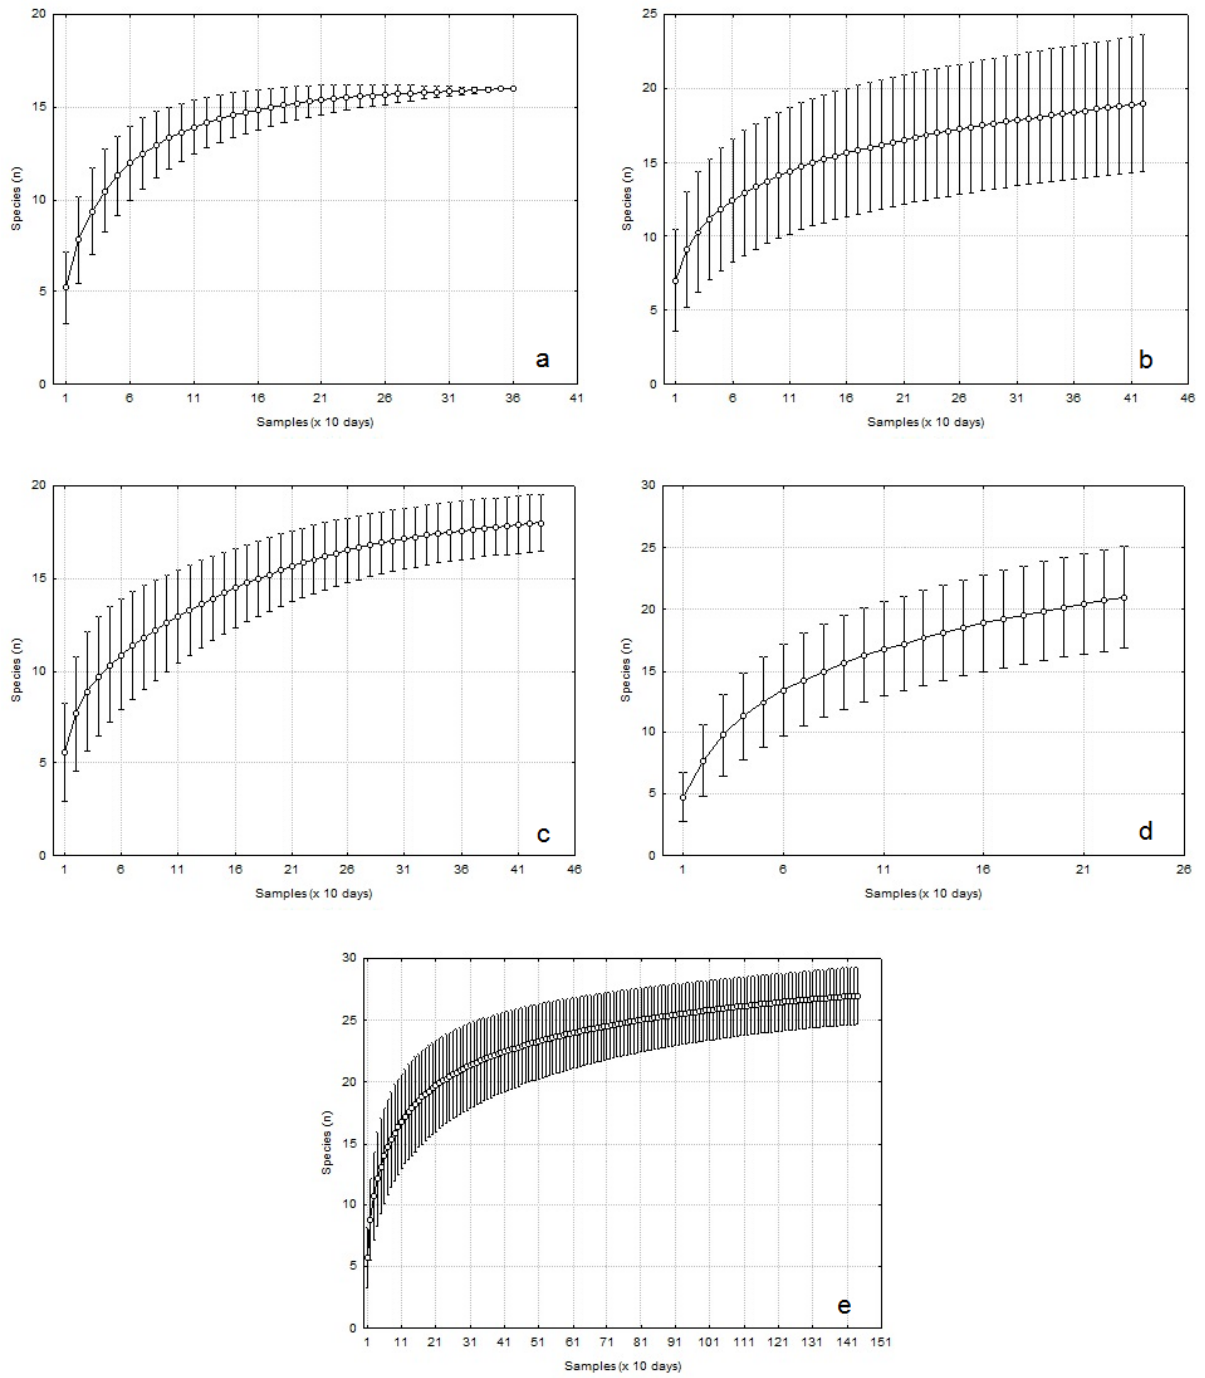 20
15
10
5
0
Species (n)
1 6 11 16 21 26 31 36 41
Samples (x 10 days)
a
25
20
15
10
5
0
Species (n)
1 6 11 16 21 26 31 36 41 46
Samples (x 10 days)
b
20
15
10
5
0
Species (n)
1 6 11 16 21 26 31 36 41 46
Samples (x 10 days)
c
30
25
20
15
10
5
0
Species (n)
1 6 11 16 21 26
Samples (x 10 days)
d
30
25
20
15
10
5
0
Species (n)
1 11 21 31 41 51 61 71 81 91 101 111 121 131 141 151
Samples (x 10 days)
e